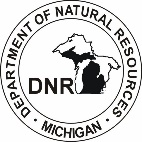 DEPARTMENT OF NATURAL RESOURCES
DNR
• MICHIGAN •